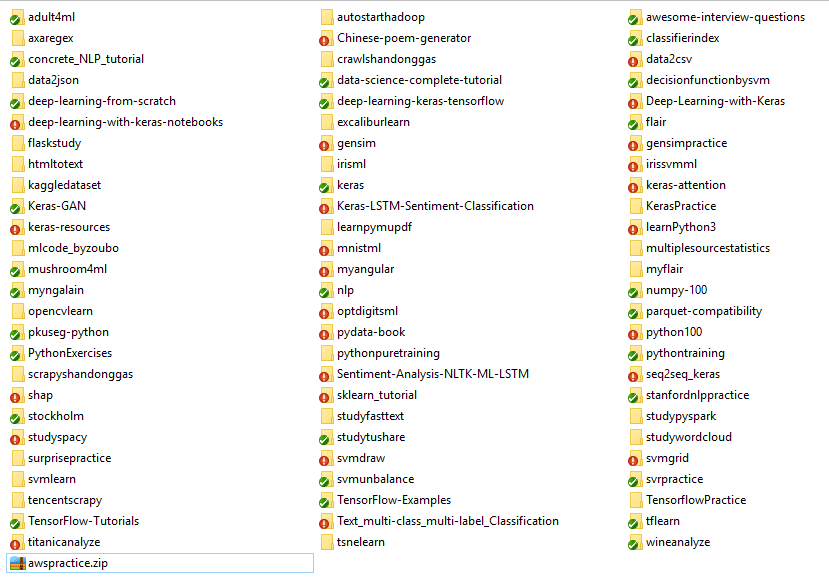 adult4ml autostarthadoop awesome-interview-questions
axaregex Chinese-poem-generator classifierindex
concrete_NLP_tutorial crawlshandonggas data2csv
data2json data-science-complete-tutorial decisionfunctionbysvm
deep-learning-from-scratch deep-learning-keras-tensorflow Deep-Learning-with-Keras
deep-learning-with-keras-notebooks excaliburlearn flair
flaskstudy gensim gensimpractice
htmltotext irisml irissvmml
kaggledataset keras keras-attention
Keras-GAN Keras-LSTM-Sentiment-Classification KerasPractice
keras-resources learnpymupdf learnPython3
mlcode_byzoubo mnistml multiplesourcestatistics
mushroom4ml myangular myflair
myngalain nlp numpy-100
opencvlearn optdigitsml parquet-compatibility
pkuseg-python pydata-book python100
PythonExercises pythonpuretraining pythontraining
scrapyshandonggas Sentiment-Analysis-NLTK-ML-LSTM seq2seq_keras
shap sklearn_tutorial stanfordnlppractice
stockholm studyfasttext studypyspark
studyspacy studytushare studywordcloud
surprisepractice svmdraw svmgrid
svmlearn svmunbalance svrpractice
tencentscrapy TensorFlow-Examples TensorflowPractice
TensorFlow-Tutorials Text_multi-class_multi-label_Classification tflearn
titanicanalyze tsnelearn wineanalyze
awspractice.zip